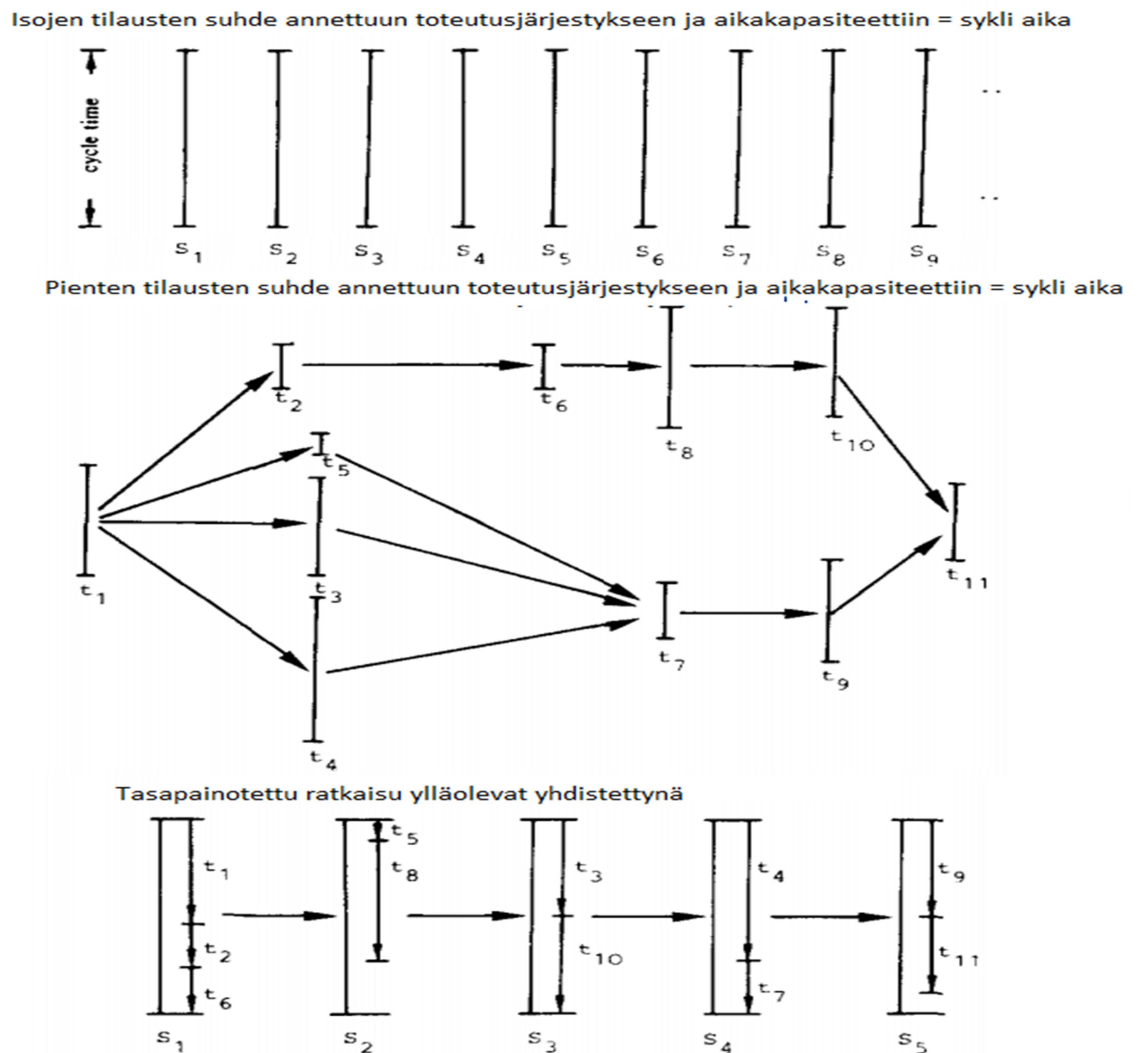 Isojen tilausten suhde annettuun toteutusjärjestykseen ja aikakapasiteettiin = sykli aika
cycle time
S1 S2 S3 S4 S5 S6 S7 S8 S9 ..
..
Pienten tilausten suhde annettuun toteutusjärjestykseen ja aikakapasiteettiin = sykli aika
t2 t6
t8 t10
t5
t1 t3 t11
t7 t9
t4
Tasapainotettu ratkaisu ylläolevat yhdistettynä
t5
t1 t8 t3 t4 t9
t2 t10 t11
t6 t7
S1 S2 S3 S4 S5